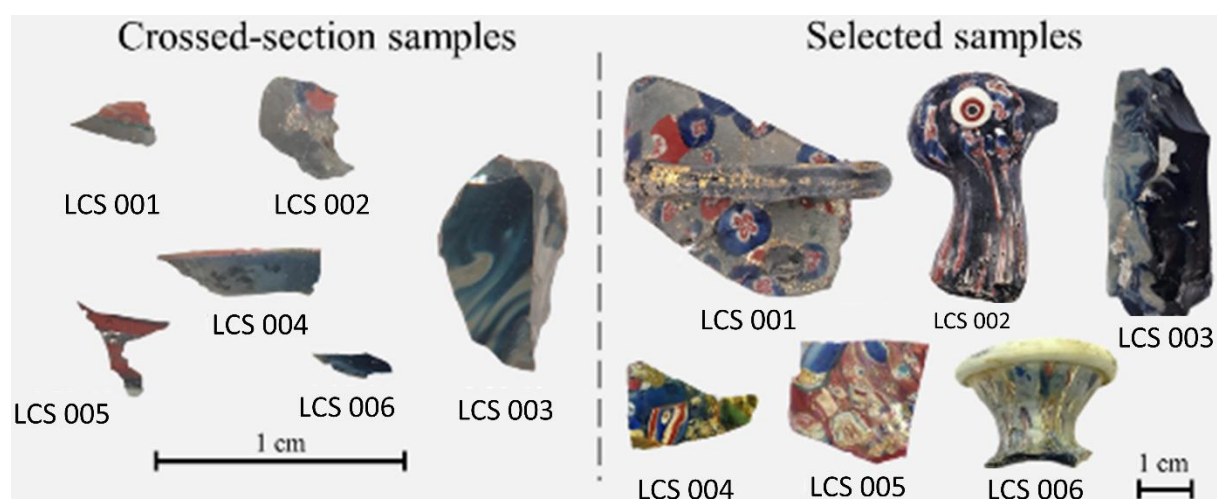 Crossed-section samples
LCS 001
LCS 002
LCS 004
LCS 005
LCS 006
LCS 003
1 cm
Selected samples
LCS 001
LCS 002
LCS 003
LCS 004
LCS 005
LCS 006
1 cm